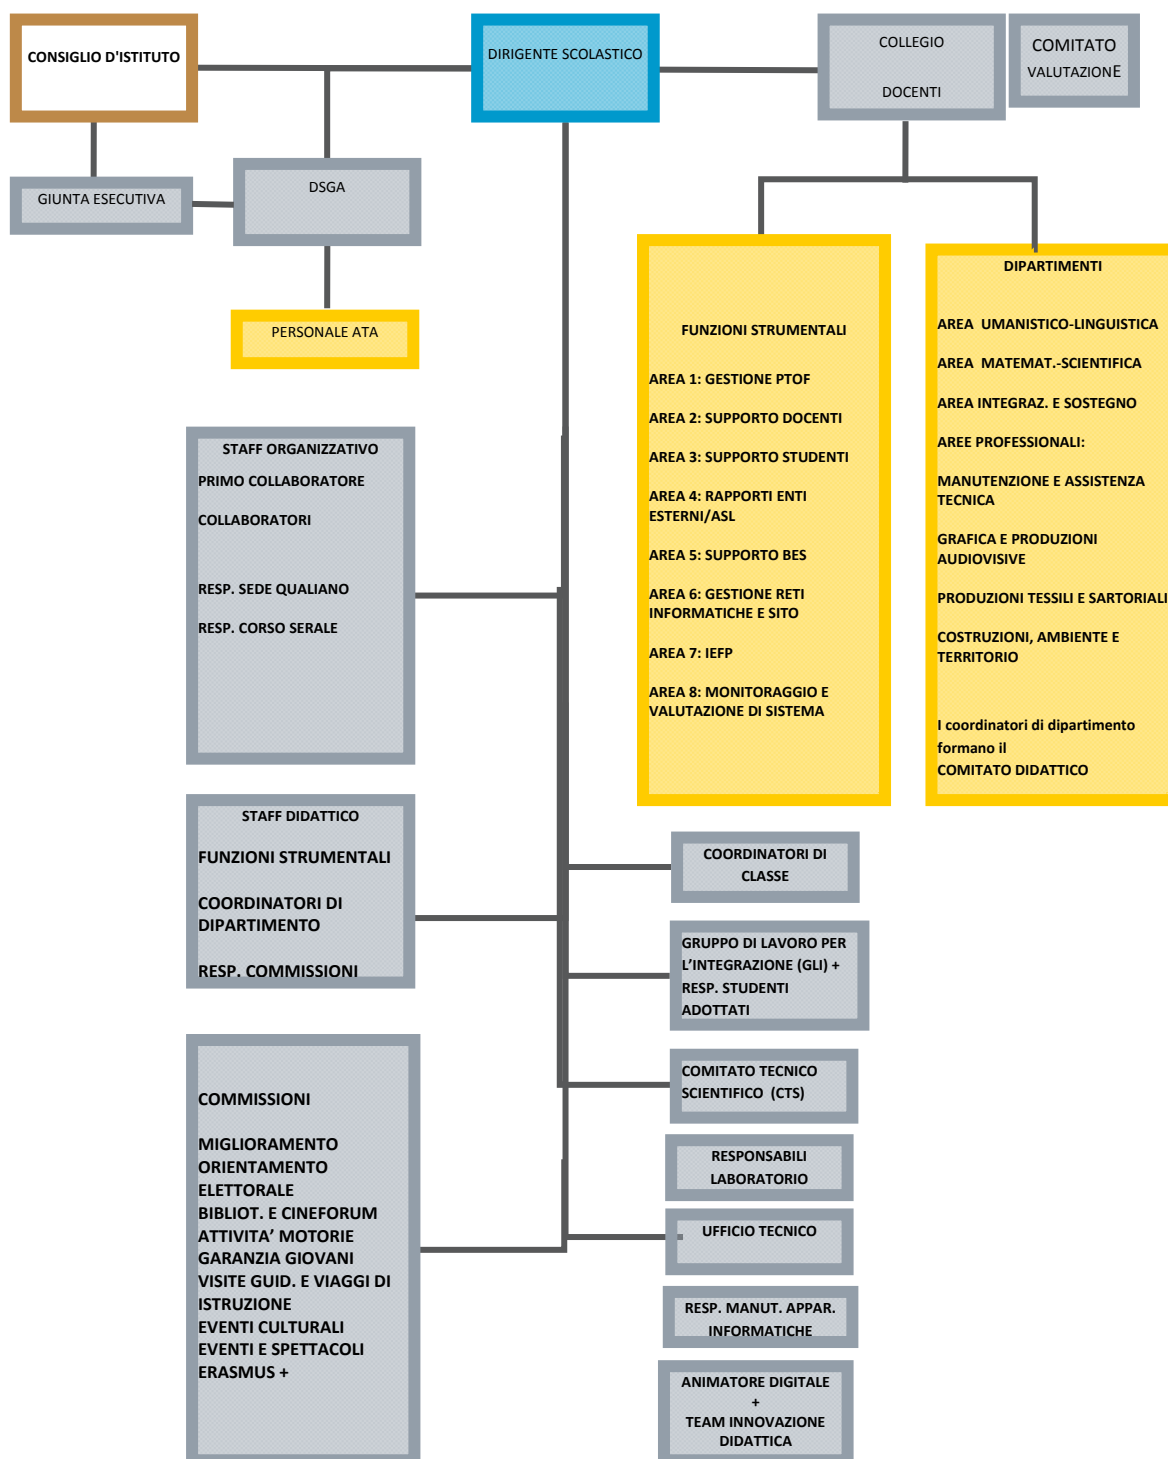 CONSIGLIO D'ISTITUTO
DIRIGENTE SCOLASTICO
COLLEGIO
DOCENTI
COMITATO
VALUTAZIONE
GIUNTA ESECUTIVA
DSGA
PERSONALE ATA
FUNZIONI STRUMENTALI
AREA 1: GESTIONE PTOF
AREA 2: SUPPORTO DOCENTI
AREA 3: SUPPORTO STUDENTI
AREA 4: RAPPORTI ENTI
ESTERNI/ASL
AREA 5: SUPPORTO BES
AREA 6: GESTIONE RETI
INFORMATICHE E SITO
AREA 7: IEFP
AREA 8: MONITORAGGIO E
VALUTAZIONE DI SISTEMA
DIPARTIMENTI
AREA UMANISTICO-LINGUISTICA
AREA MATEMAT.-SCIENTIFICA
AREA INTEGRAZ. E SOSTEGNO
AREE PROFESSIONALI:
MANUTENZIONE E ASSISTENZA
TECNICA
GRAFICA E PRODUZIONI
AUDIOVISIVE
PRODUZIONI TESSILI E SARTORIALI
COSTRUZIONI, AMBIENTE E
TERRITORIO
I coordinatori di dipartimento
formano il
COMITATO DIDATTICO
STAFF ORGANIZZATIVO
PRIMO COLLABORATORE
COLLABORATORI
RESP. SEDE QUALIANO
RESP. CORSO SERALE
STAFF DIDATTICO
FUNZIONI STRUMENTALI
COORDINATORI DI
DIPARTIMENTO
RESP. COMMISSIONI
COMMISSIONI
MIGLIORAMENTO
ORIENTAMENTO
ELETTORALE
BIBLIOT. E CINEFORUM
ATTIVITA’ MOTORIE
GARANZIA GIOVANI
VISITE GUID. E VIAGGI DI
ISTRUZIONE
EVENTI CULTURALI
EVENTI E SPETTACOLI
ERASMUS +
COORDINATORI DI
CLASSE
GRUPPO DI LAVORO PER
L’INTEGRAZIONE (GLI) +
RESP. STUDENTI
ADOTTATI
COMITATO TECNICO
SCIENTIFICO (CTS)
RESPONSABILI
LABORATORIO
UFFICIO TECNICO
RESP. MANUT. APPAR.
INFORMATICHE
ANIMATORE DIGITALE
+
TEAM INNOVAZIONE
DIDATTICA